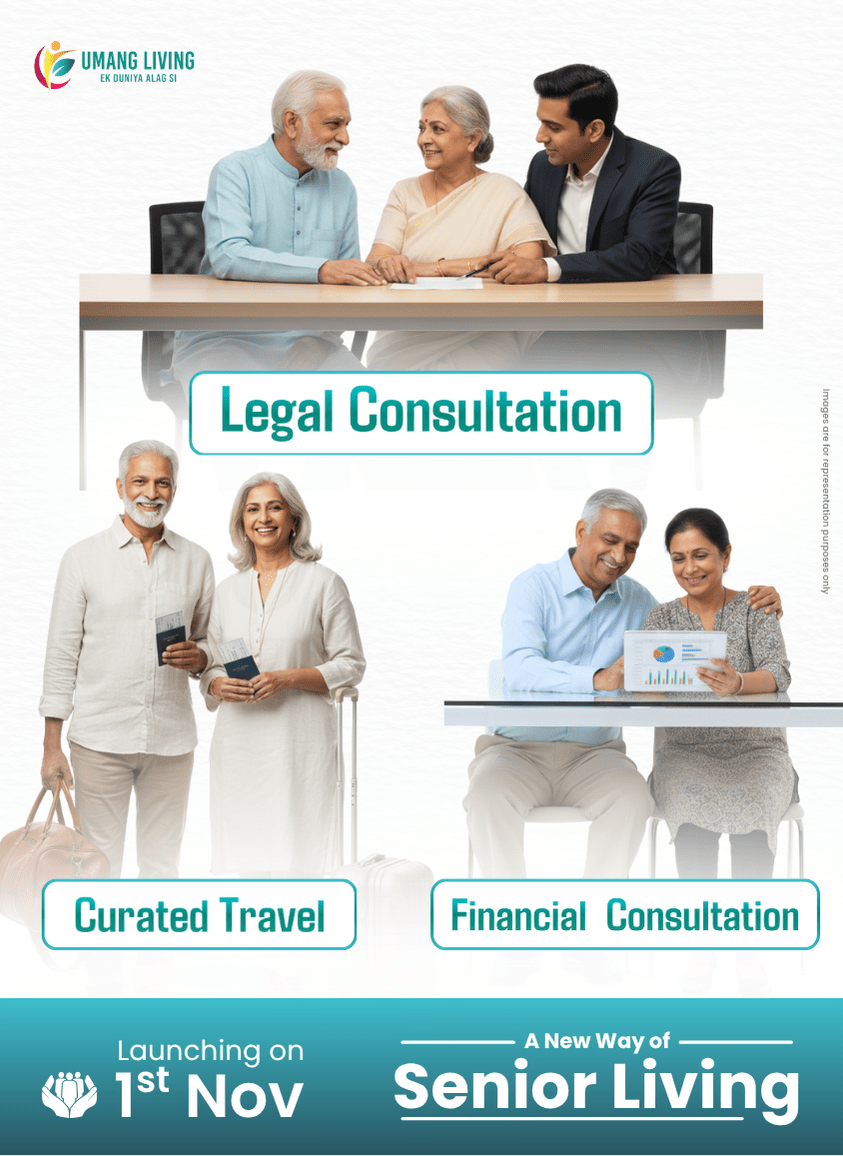 UMANG LIVING
EK DUNIYA ALAG SI
Legal Consultation
Images are for representation purposes only
Curated Travel
Financial Consultation
Launching on
1st Nov
A New Way of
Senior Living